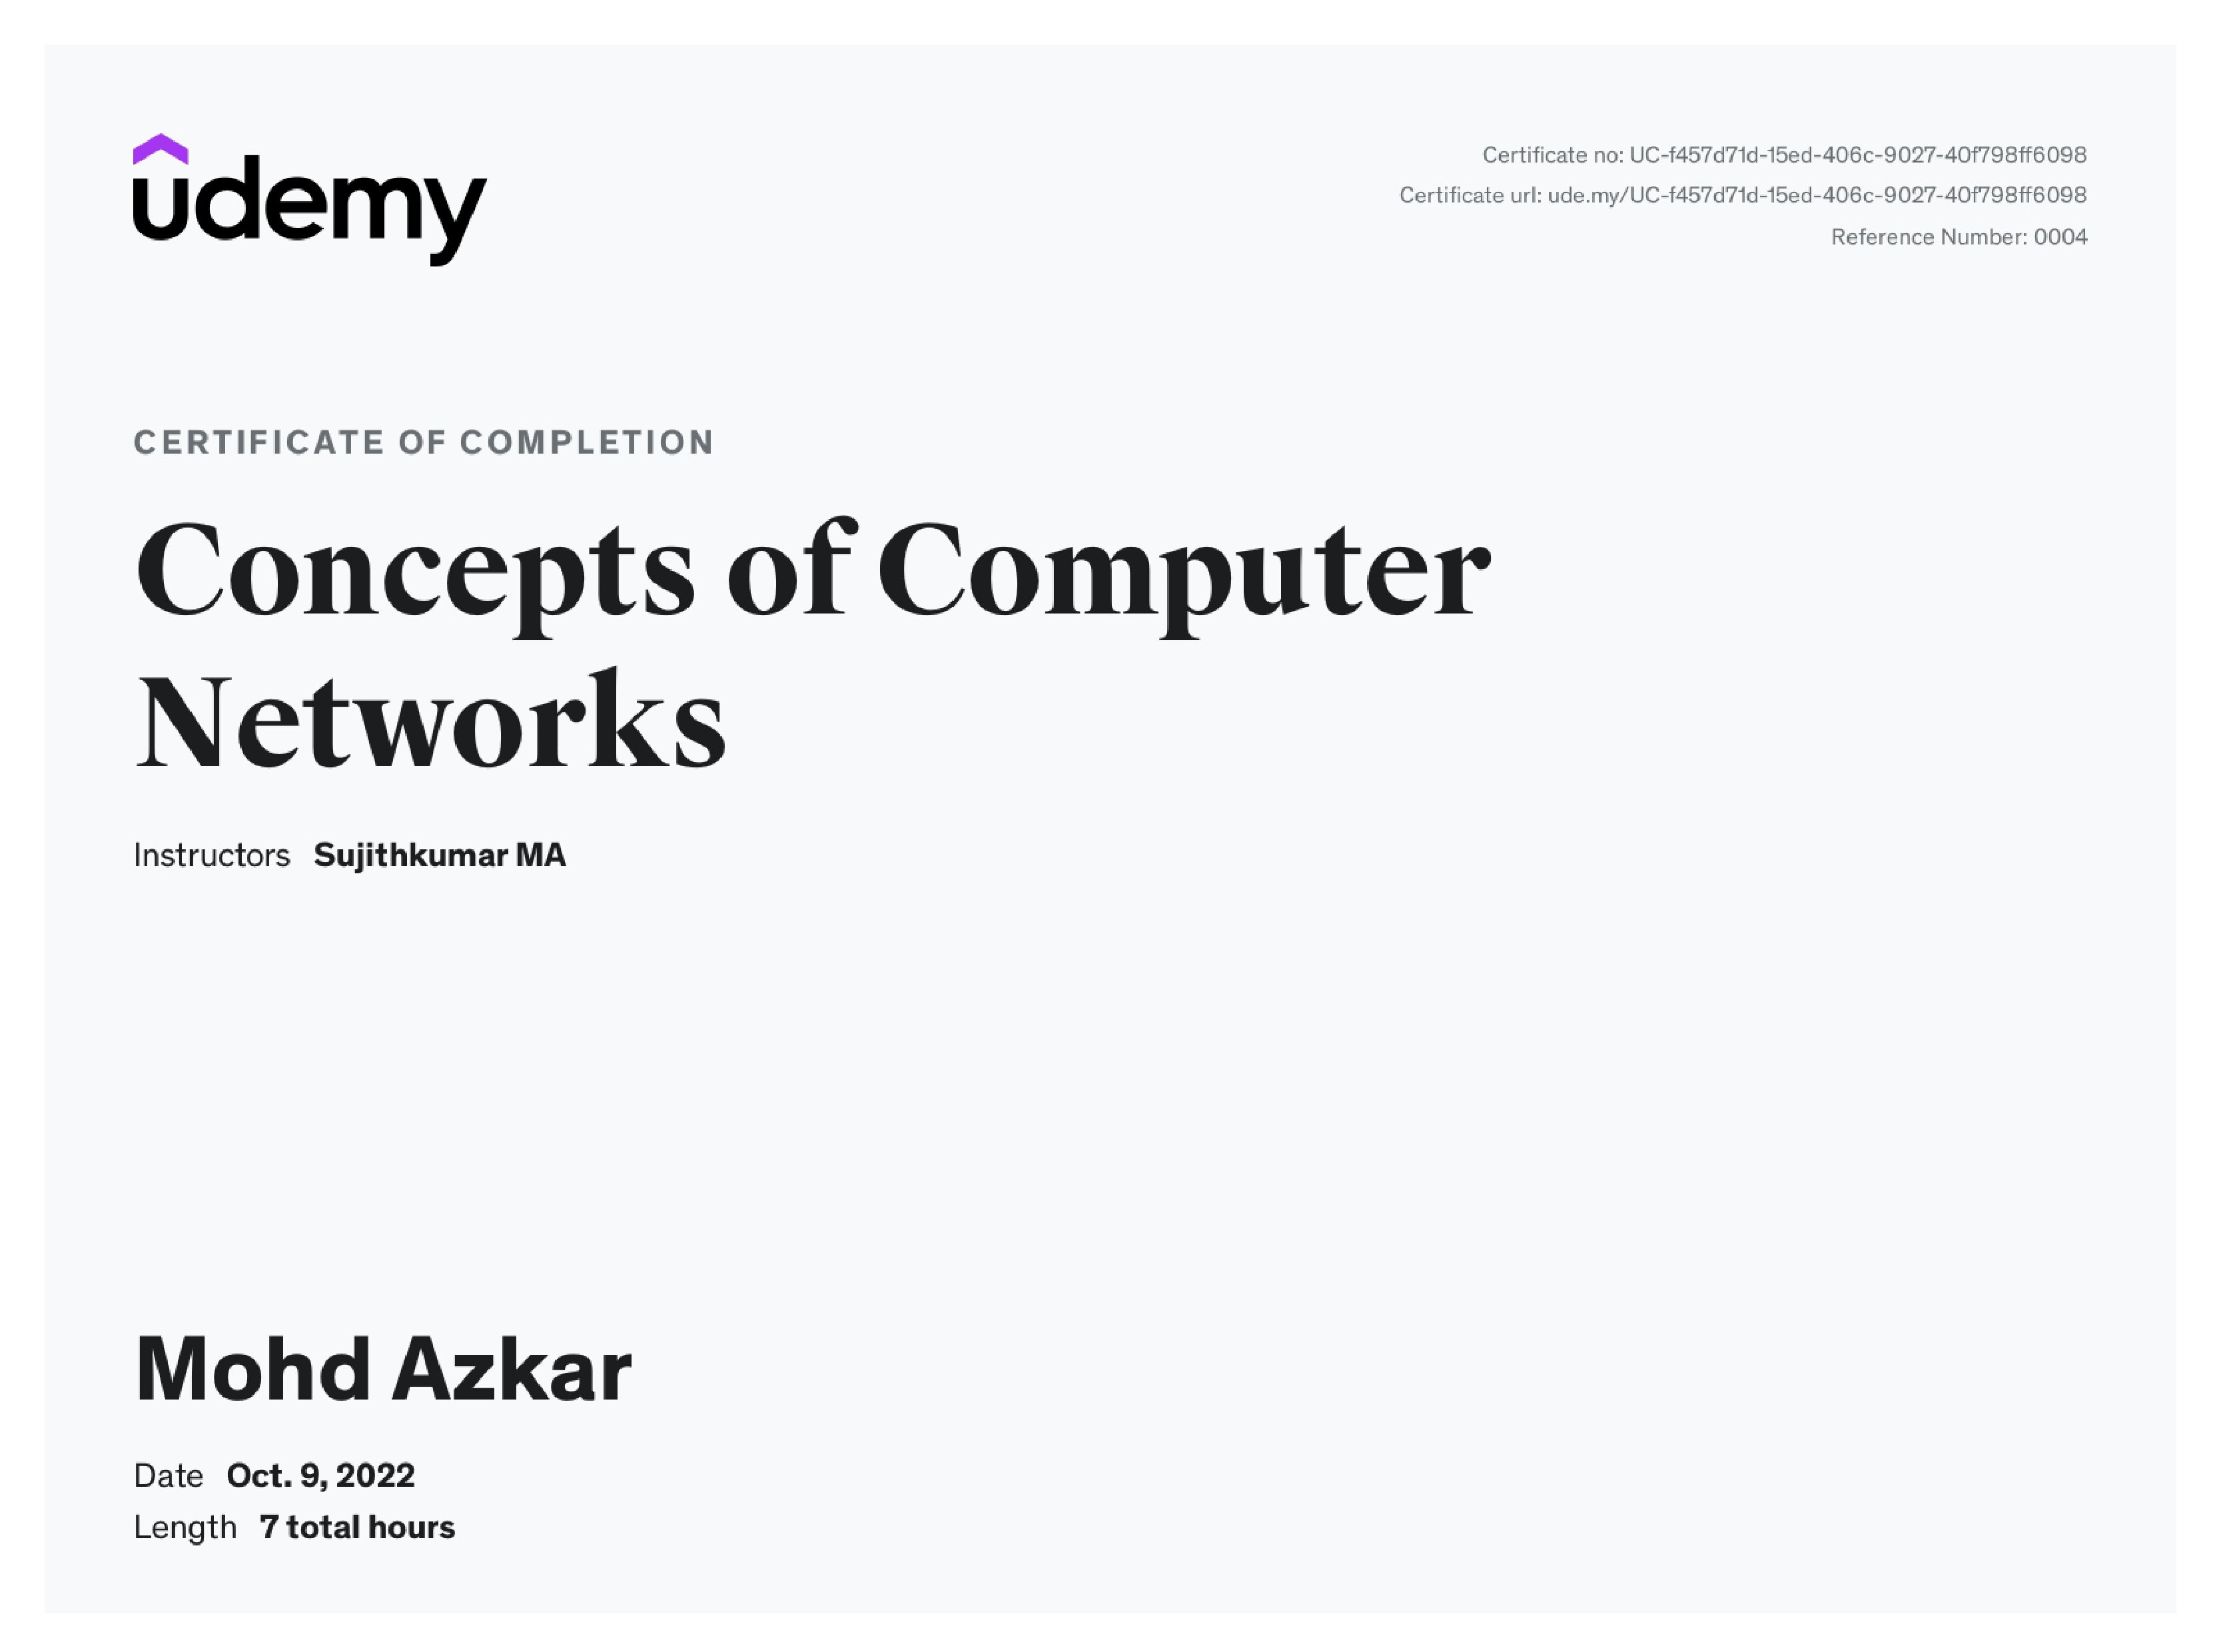 udemy
Certificate no: UC-f457d71d-15ed-406c-9027-40f798ff6098
Certificate url: ude.my/UC-f457d71d-15ed-406c-9027-40f798ff6098
Reference Number: 0004
CERTIFICATE OF COMPLETION
Concepts of Computer
Networks
Instructors Sujithkumar MA
Mohd Azkar
Date Oct. 9, 2022
Length 7 total hours